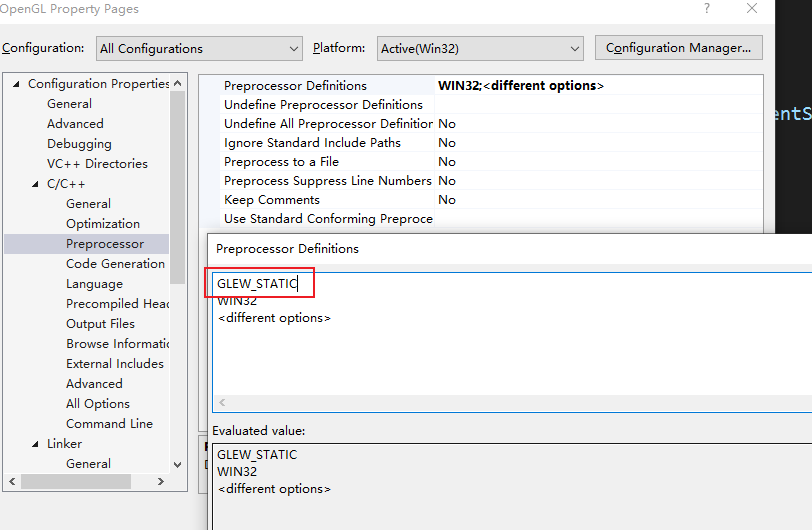 OpenGL Property Pages
Configuration: All Configurations Platform: Active(Win32) Configuration Manager...
Configuration Properties
General
Advanced
Debugging
VC++ Directories
C/C++
General
Optimization
Preprocessor
Code Generation
Language
Precompiled Head
Output Files
Browse Informatio
External Includes
Advanced
All Options
Command Line
Linker
General
Preprocessor Definitions WIN32;<different options>
Undefine Preprocessor Definitions
Undefine All Preprocessor Definition No
Ignore Standard Include Paths No
Preprocess to a File No
Preprocess Suppress Line Numbers No
Keep Comments No
Use Standard Conforming Preproce
Preprocessor Definitions
GLEW_STATIC
WIN32
<different options>
Evaluated value:
GLEW_STATIC
WIN32
<different options>
entS